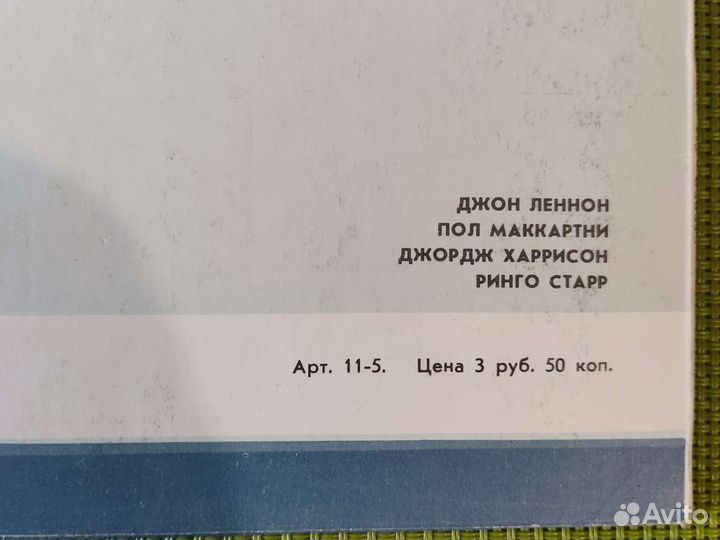 ДЖОН ЛЕННОН
ПОЛ МАККАРТНИ
ДЖОРДЖ ХАРРИСОН
РИНГО СТАРР
Арт. 11-5. Цена 3 руб. 50 коп.
Avito